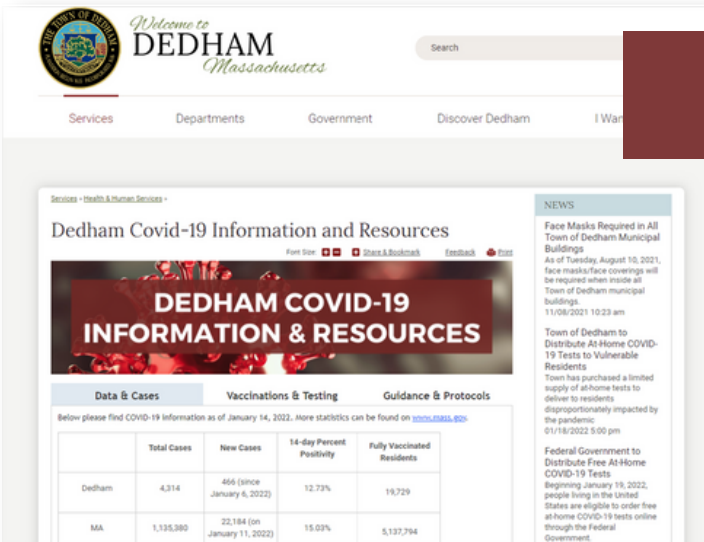 THE TOWN OF DEDHAM
Welcome to
DEDHAM
Massachusetts
Search
Services
Departments
Government
Discover Dedham
I Wan
Services » Health & Human Services »
Dedham Covid-19 Information and Resources
Font Size:
Share & Bookmark
Feedback
Print
DEDHAM COVID-19
INFORMATION & RESOURCES
Data & Cases
Vaccinations & Testing
Guidance & Protocols
Below please find COVID-19 information as of January 14, 2022. More statistics can be found on www.mass.gov.
Total Cases
New Cases
14-day Percent
Positivity
Fully Vaccinated
Residents
Dedham
4,314
466 (since
January 6, 2022)
12.73%
19,729
MA
1,135,380
22,184 (on
January 11, 2022)
15.03%
5,137,794
NEWS
Face Masks Required in All
Town of Dedham Municipal
Buildings
As of Tuesday, August 10, 2021,
face masks/face coverings will
be required when inside all
Town of Dedham municipal
buildings.
11/08/2021 10:23 am
Town of Dedham to
Distribute At-Home COVID-
19 Tests to Vulnerable
Residents
Town has purchased a limited
supply of at-home tests to
deliver to residents
disproportionately impacted by
the pandemic
01/18/2022 5:00 pm
Federal Government to
Distribute Free At-Home
COVID-19 Tests
Beginning January 19, 2022,
people living in the United
States are eligible to order free
at-home COVID-19 tests online
through the Federal
Government.